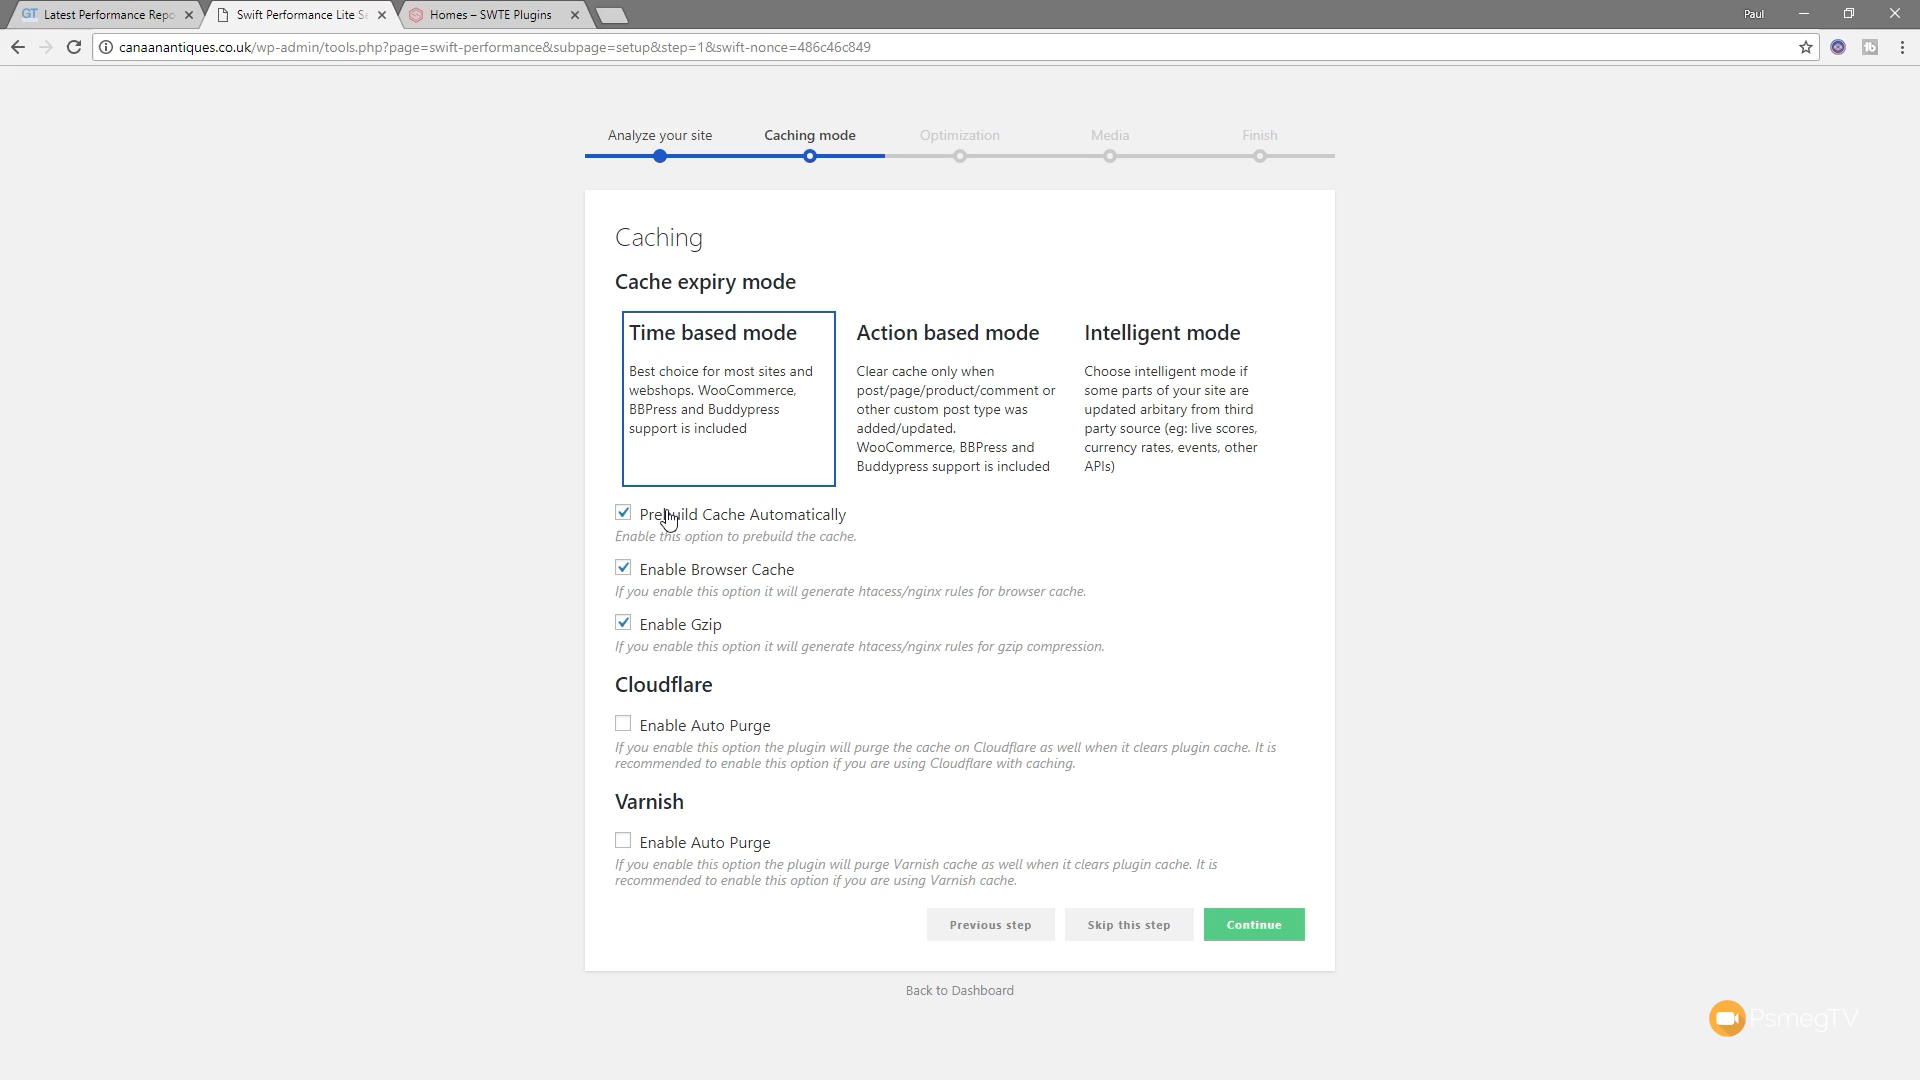 GT Latest Performance Repo
Swift Performance Lite Se
Homes – SWTE Plugins
Paul
canaanantiques.co.uk/wp-admin/tools.php?page=swift-performance&subpage=setup&step=1&swift-nonce=486c46c849
Analyze your site
Caching mode
Optimization
Media
Finish
Caching
Cache expiry mode
Time based mode
Best choice for most sites and
webshops. WooCommerce,
BBPress and Buddypress
support is included
Action based mode
Clear cache only when
post/page/product/comment or
other custom post type was
added/updated.
WooCommerce, BBPress and
Buddypress support is included
Intelligent mode
Choose intelligent mode if
some parts of your site are
updated arbitary from third
party source (eg: live scores,
currency rates, events, other
APIs)
Prebuild Cache Automatically
Enable this option to prebuild the cache.
Enable Browser Cache
If you enable this option it will generate htacess/nginx rules for browser cache.
Enable Gzip
If you enable this option it will generate htacess/nginx rules for gzip compression.
Cloudflare
Enable Auto Purge
If you enable this option the plugin will purge the cache on Cloudflare as well when it clears plugin cache. It is
recommended to enable this option if you are using Cloudflare with caching.
Varnish
Enable Auto Purge
If you enable this option the plugin will purge Varnish cache as well when it clears plugin cache. It is
recommended to enable this option if you are using Varnish cache.
Previous step
Skip this step
Continue
Back to Dashboard
PsmegTV